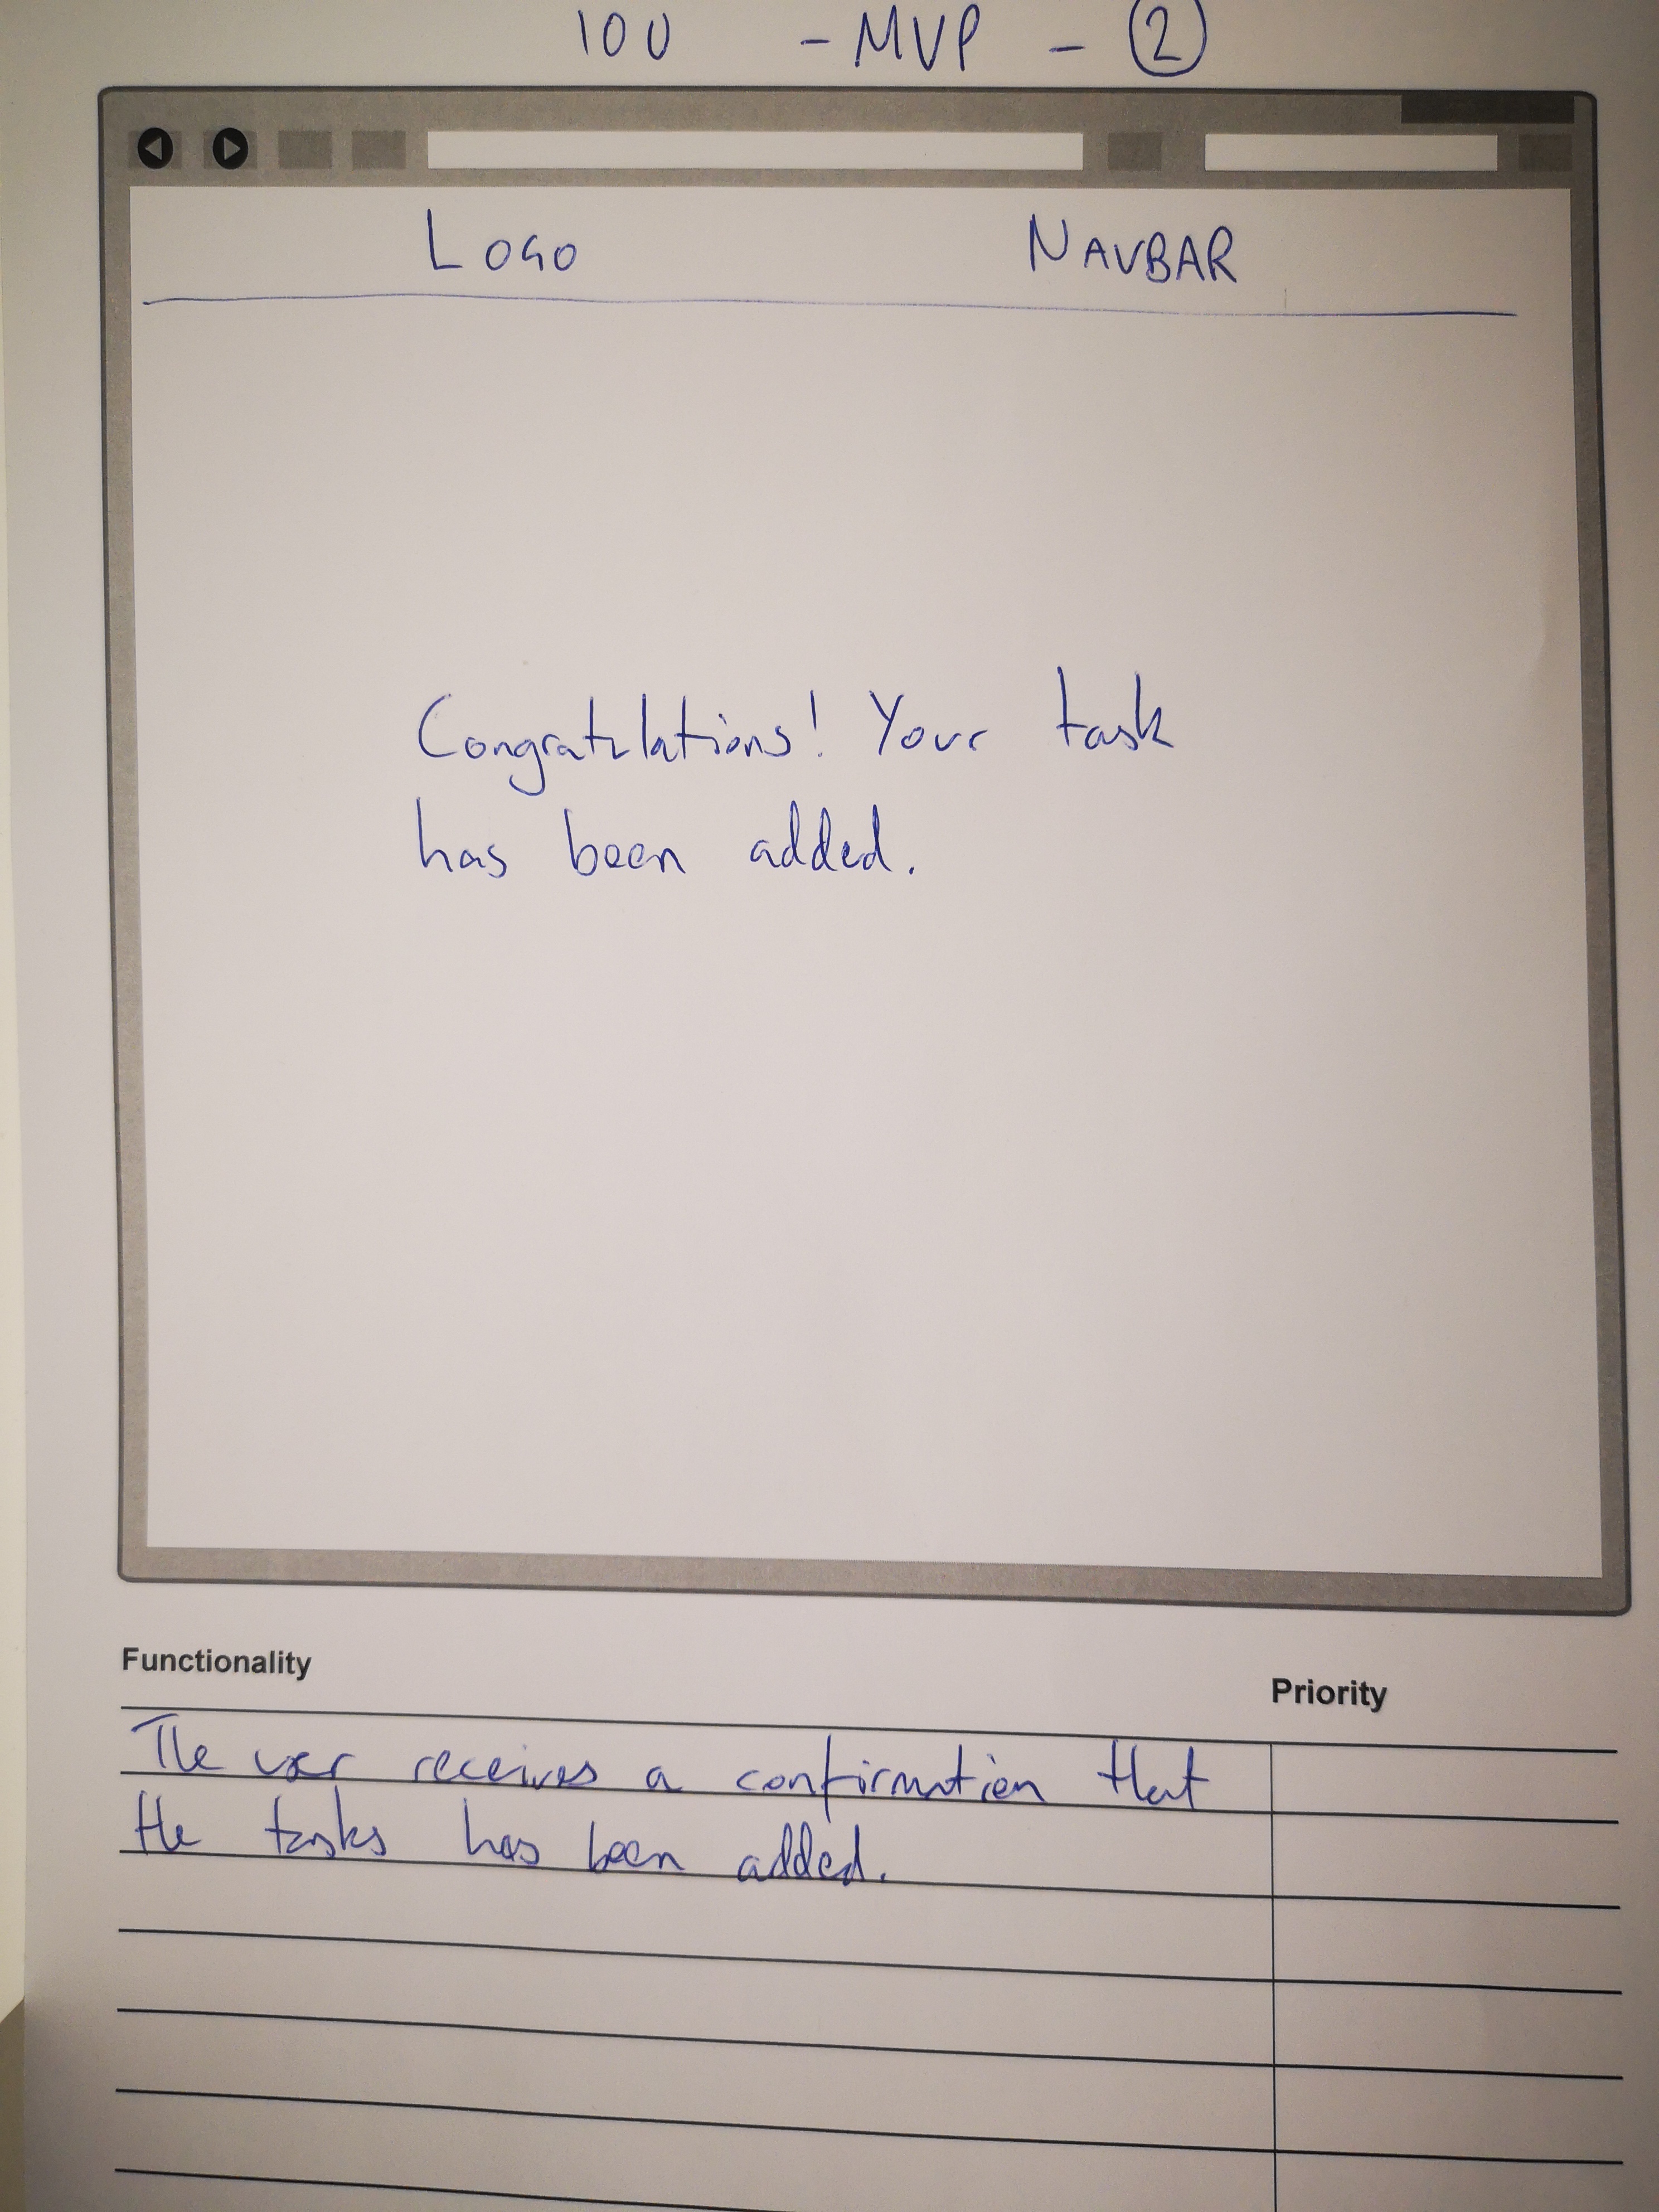 IOU - MVP - 2
LOGO NAVBAR
Congratulations! Your task
has been added.
Functionality Priority
The user receives a confirmation that
the tasks has been added.